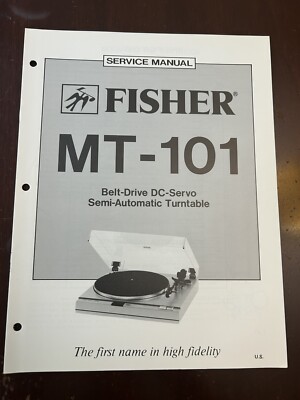 SERVICE MANUAL
FISHER®
MT-101
Belt-Drive DC-Servo
Semi-Automatic Turntable
The first name in high fidelity
U.S.